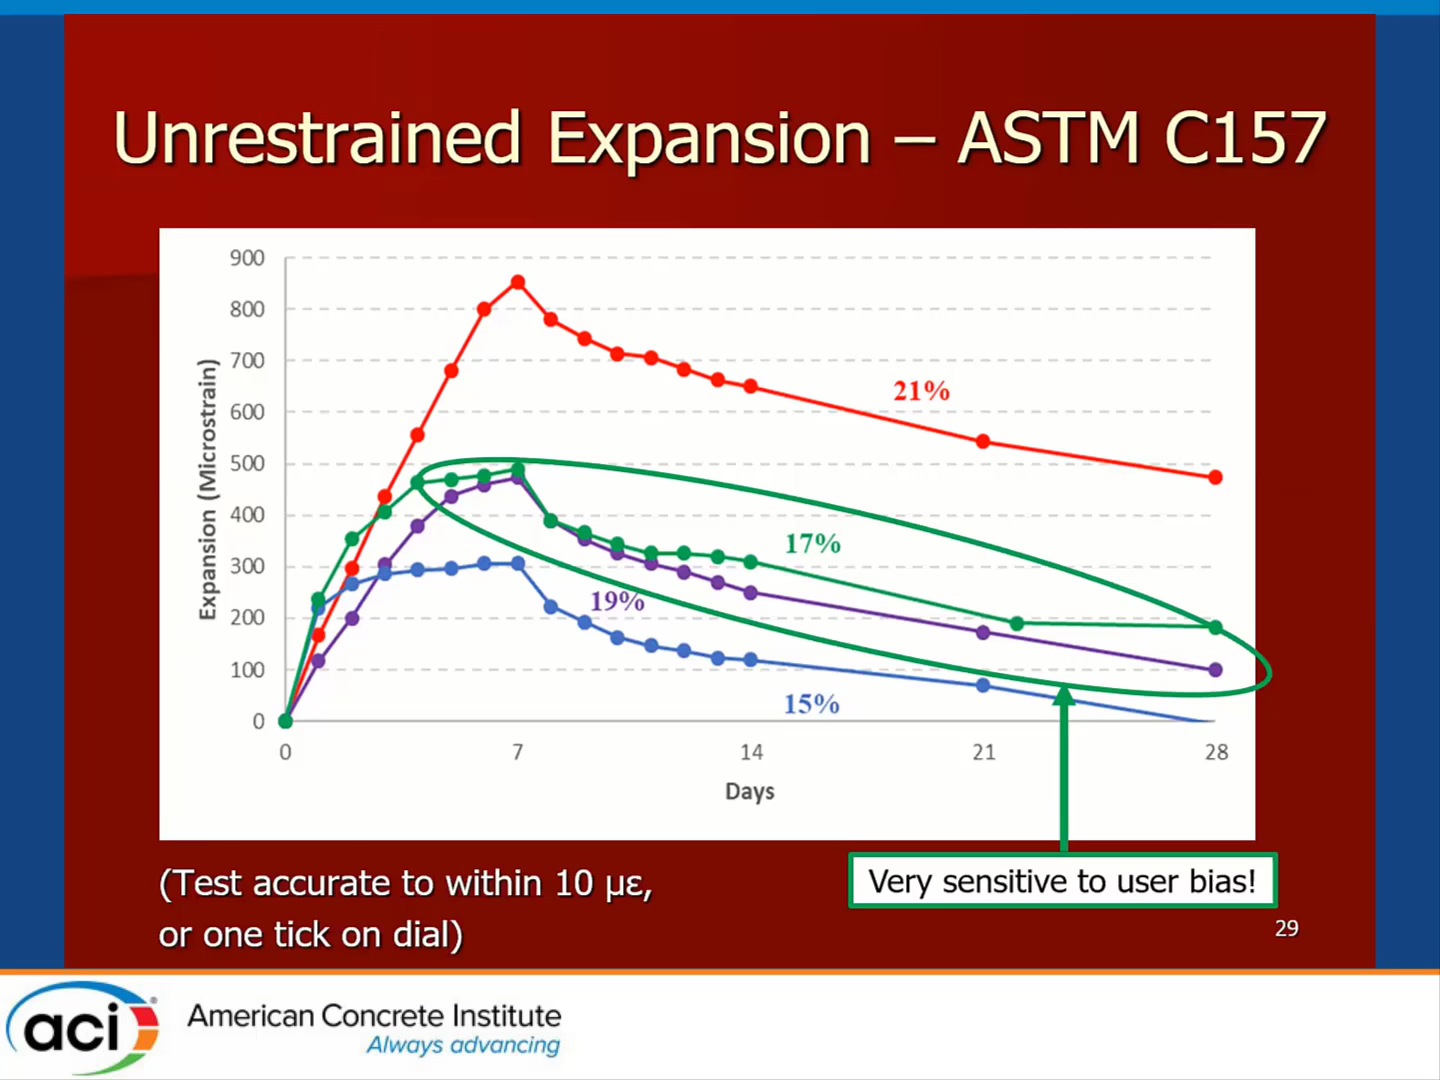 Unrestrained Expansion – ASTM C157
900
800
700
600
500
400
300
200
100
0
Expansion (Microstrain)
21%
17%
19%
15%
0 7 14 21 28
Days
(Test accurate to within 10 με,
or one tick on dial)
Very sensitive to user bias!
29
aci®
American Concrete Institute
Always advancing